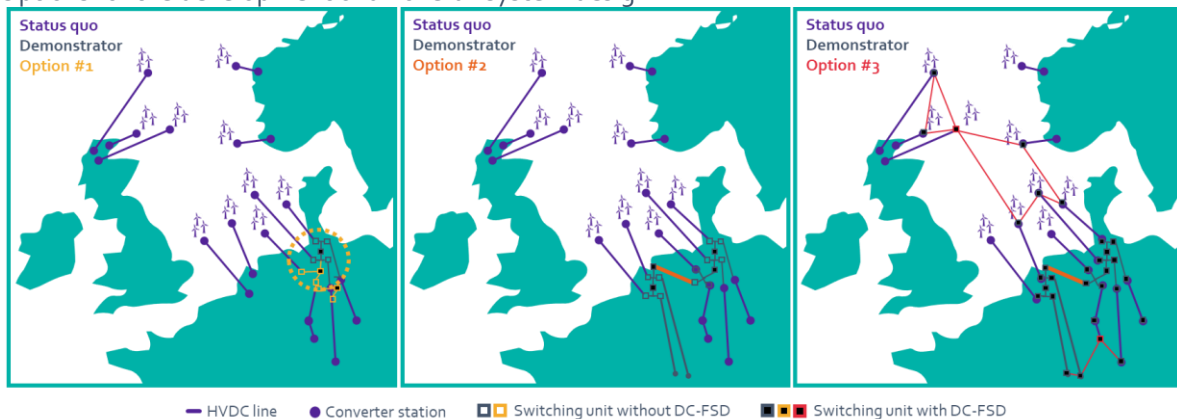 Status quo
Demonstrator
Option #1
Status quo
Demonstrator
Option #2
Status quo
Demonstrator
Option #3
HVDC line
Converter station
Switching unit without DC-FSD
Switching unit with DC-FSD